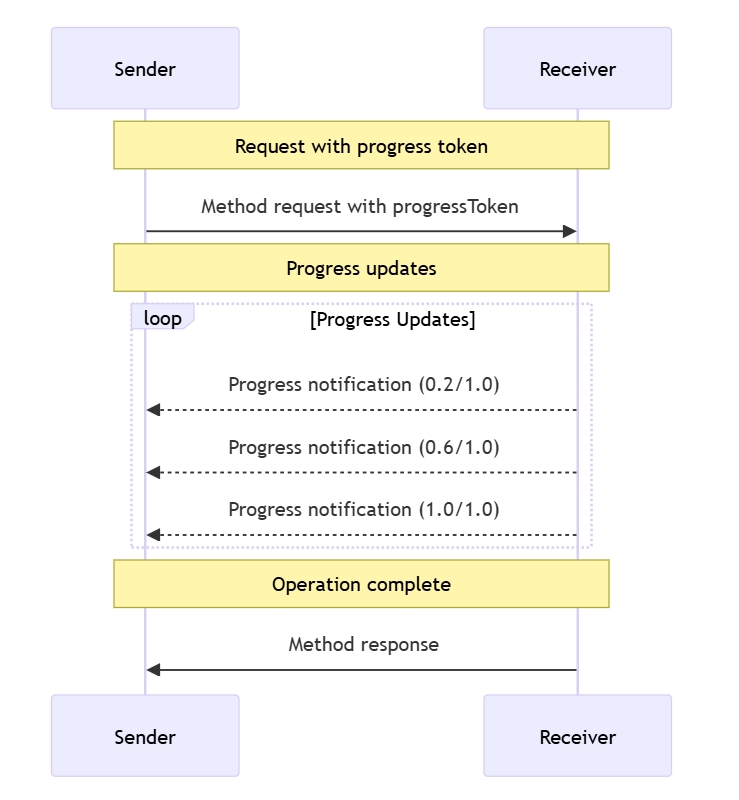 Sender
Receiver
Request with progress token
Method request with progressToken
Progress updates
loop
[Progress Updates]
Progress notification (0.2/1.0)
Progress notification (0.6/1.0)
Progress notification (1.0/1.0)
Operation complete
Method response
Sender
Receiver